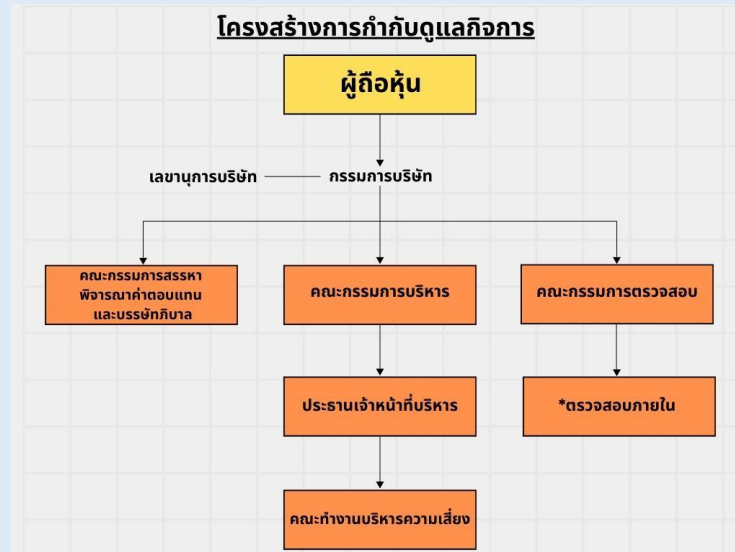 โครงสร้างการกำกับดูแลกิจการ
ผู้ถือหุ้น
เลขานุการบริษัท
กรรมการบริษัท
คณะกรรมการสรรหา
พิจารณาค่าตอบแทน
และบรรษัทภิบาล
คณะกรรมการบริหาร
คณะกรรมการตรวจสอบ
ประธานเจ้าหน้าที่บริหาร
*ตรวจสอบภายใน
คณะทำงานบริหารความเสี่ยง